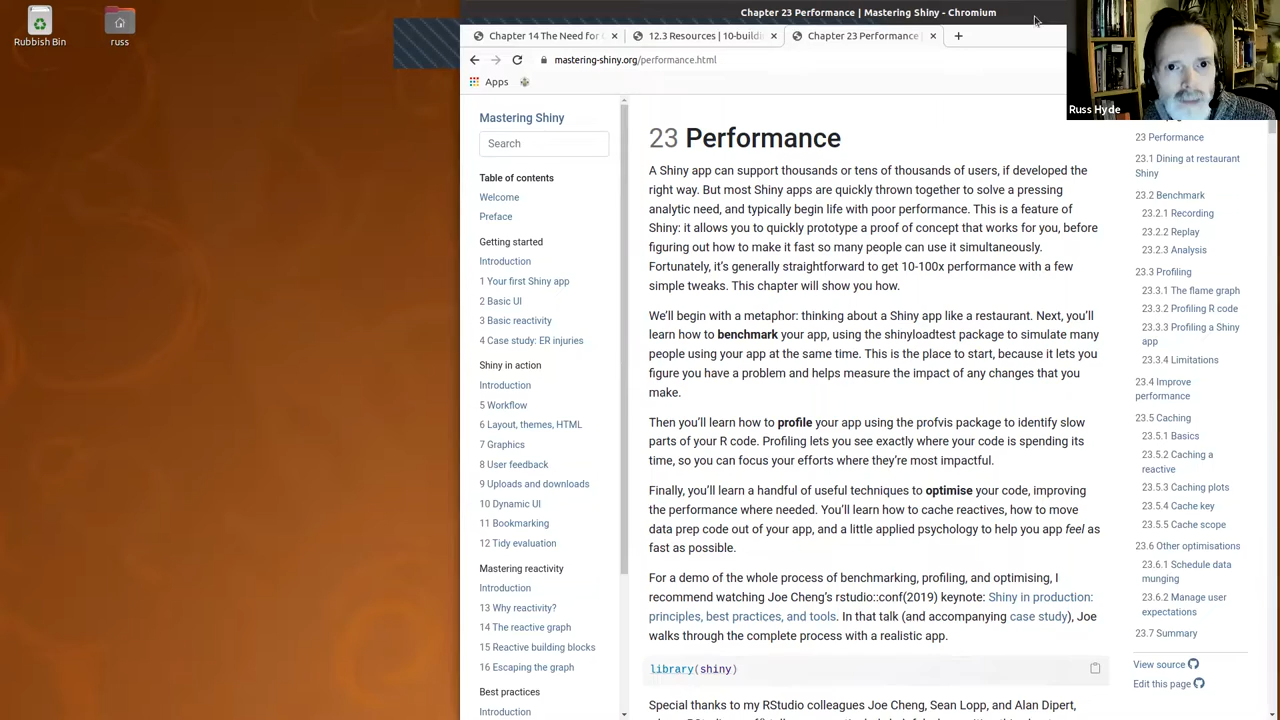 Rubbish Bin
russ
Chapter 23 Performance | Mastering Shiny - Chromium
Chapter 14 The Need for
12.3 Resources | 10-buildi
Chapter 23 Performance |
mastering-shiny.org/performance.html
Apps
Russ Hyde
Mastering Shiny
Search
Table of contents
Welcome
Preface
Getting started
Introduction
1 Your first Shiny app
2 Basic UI
3 Basic reactivity
4 Case study: ER injuries
Shiny in action
Introduction
5 Workflow
6 Layout, themes, HTML
7 Graphics
8 User feedback
9 Uploads and downloads
10 Dynamic UI
11 Bookmarking
12 Tidy evaluation
Mastering reactivity
Introduction
13 Why reactivity?
14 The reactive graph
15 Reactive building blocks
16 Escaping the graph
Best practices
Introduction
23 Performance
A Shiny app can support thousands or tens of thousands of users, if developed the
right way. But most Shiny apps are quickly thrown together to solve a pressing
analytic need, and typically begin life with poor performance. This is a feature of
Shiny: it allows you to quickly prototype a proof of concept that works for you, before
figuring out how to make it fast so many people can use it simultaneously.
Fortunately, it's generally straightforward to get 10-100x performance with a few
simple tweaks. This chapter will show you how.
We'll begin with a metaphor: thinking about a Shiny app like a restaurant. Next, you'll
learn how to benchmark your app, using the shinyloadtest package to simulate many
people using your app at the same time. This is the place to start, because it lets you
figure you have a problem and helps measure the impact of any changes that you
make.
Then you'll learn how to profile your app using the profvis package to identify slow
parts of your R code. Profiling lets you see exactly where your code is spending its
time, so you can focus your efforts where they're most impactful.
Finally, you'll learn a handful of useful techniques to optimise your code, improving
the performance where needed. You'll learn how to cache reactives, how to move
data prep code out of your app, and a little applied psychology to help you app feel as
fast as possible.
For a demo of the whole process of benchmarking, profiling, and optimising, I
recommend watching Joe Cheng's rstudio::conf(2019) keynote: Shiny in production:
principles, best practices, and tools. In that talk (and accompanying case study), Joe
walks through the complete process with a realistic app.
library(shiny)
Special thanks to my RStudio colleagues Joe Cheng, Sean Lopp, and Alan Dipert,
23 Performance
23.1 Dining at restaurant
Shiny
23.2 Benchmark
23.2.1 Recording
23.2.2 Replay
23.2.3 Analysis
23.3 Profiling
23.3.1 The flame graph
23.3.2 Profiling R code
23.3.3 Profiling a Shiny
app
23.3.4 Limitations
23.4 Improve
performance
23.5 Caching
23.5.1 Basics
23.5.2 Caching a
reactive
23.5.3 Caching plots
23.5.4 Cache key
23.5.5 Cache scope
23.6 Other optimisations
23.6.1 Schedule data
munging
23.6.2 Manage user
expectations
23.7 Summary
View source
Edit this page